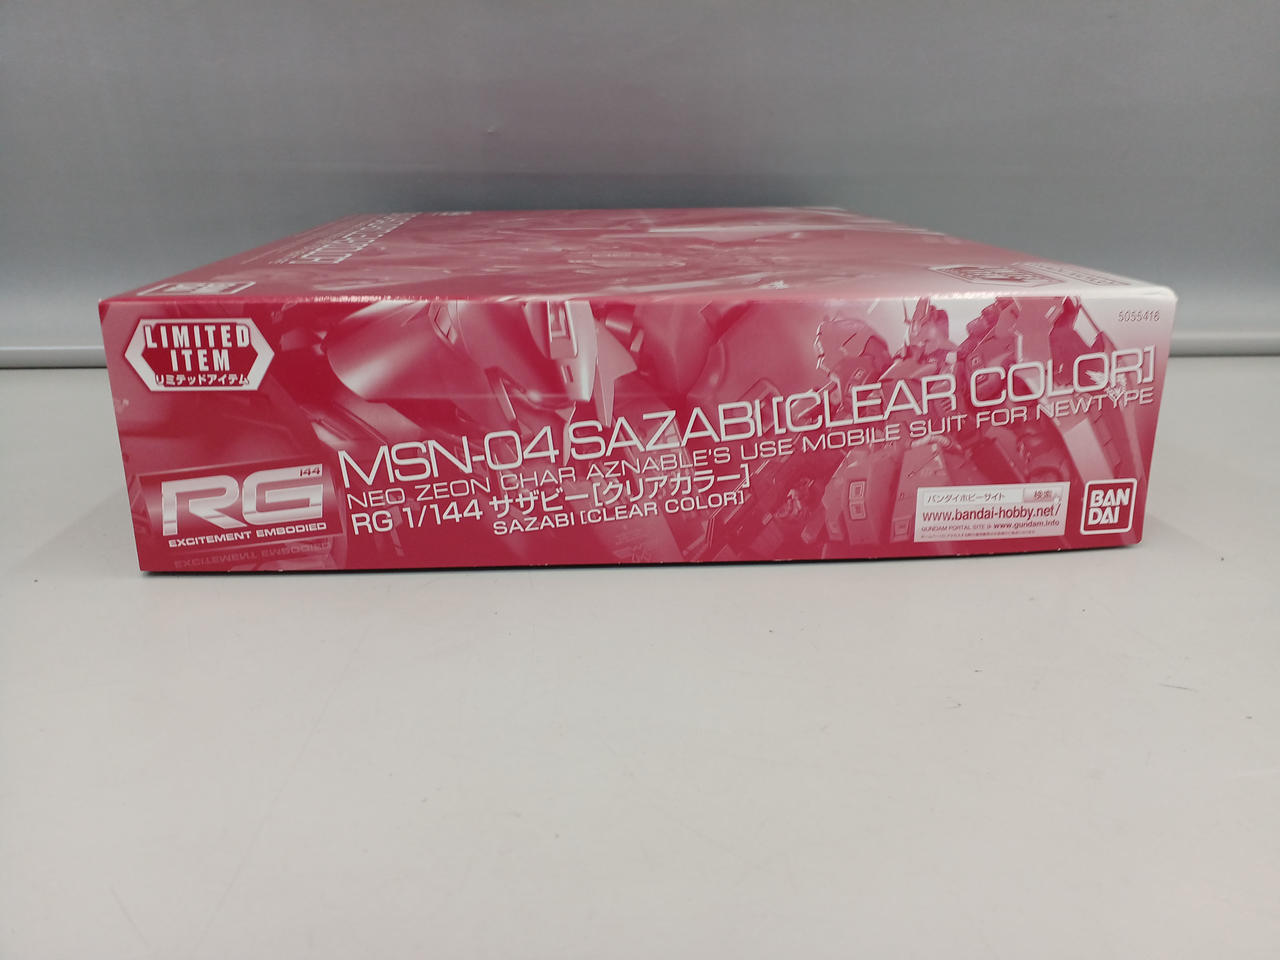 LIMITED
ITEM
リミテッドアイテム
5055416
MSN-04 SAZABI [CLEAR COLOR]
NEO ZEON CHAR AZNABLE'S USE MOBILE SUIT FOR NEWTYPE
RG 1/144 サザビー [クリアカラー]
SAZABI [CLEAR COLOR]
144
RG
EXCITEMENT EMBODIED
バンダイホビーサイト 検索
www.bandai-hobby.net/
GUNDAM PORTAL SITE www.gundam.info
BAN
DAI